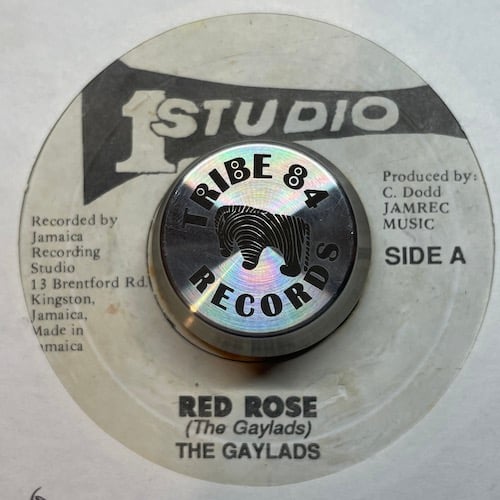 1 STUDIO
TRIBE 84
RECORDS
Recorded by
Jamaica
Recording
Studio
13 Brentford Rd.
Kingston,
Jamaica,
Made in
maica
Produced by:
C. Dodd
JAMREC
MUSIC
SIDE A
RED ROSE
(The Gaylads)
THE GAYLADS